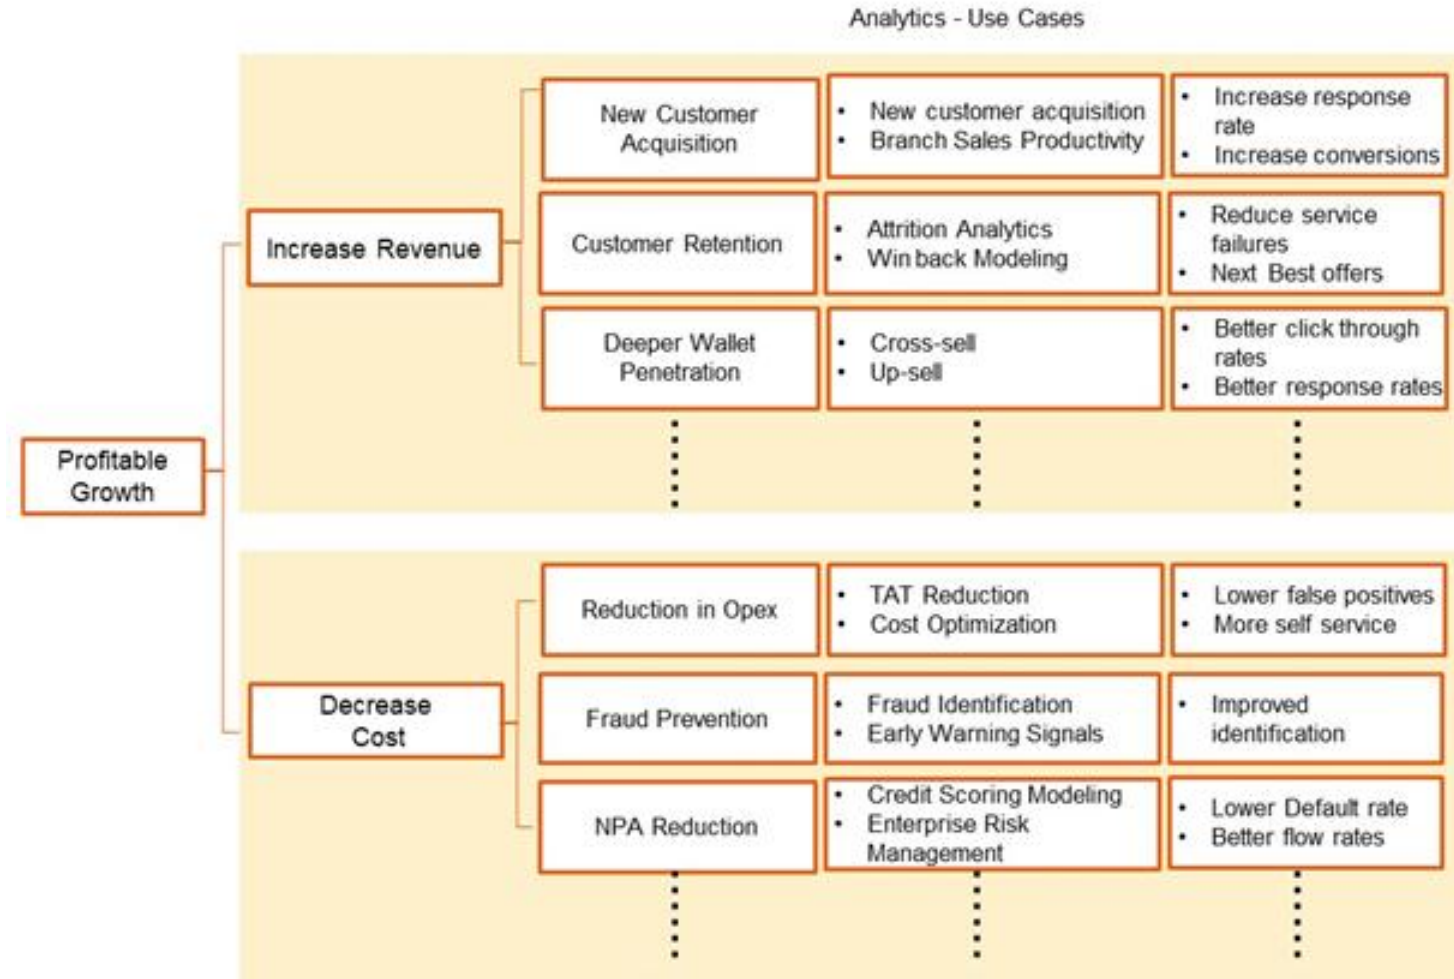 Analytics - Use Cases
New Customer
Acquisition
• New customer acquisition
• Branch Sales Productivity
• Increase response
rate
• Increase conversions
Increase Revenue
Customer Retention
• Attrition Analytics
• Win back Modeling
• Reduce service
failures
• Next Best offers
Deeper Wallet
Penetration
• Cross-sell
• Up-sell
• Better click through
rates
• Better response rates
Profitable
Growth
Reduction in Opex
• TAT Reduction
• Cost Optimization
• Lower false positives
• More self service
Decrease
Cost
Fraud Prevention
• Fraud Identification
• Early Warning Signals
• Improved
identification
NPA Reduction
• Credit Scoring Modeling
• Enterprise Risk
Management
• Lower Default rate
• Better flow rates